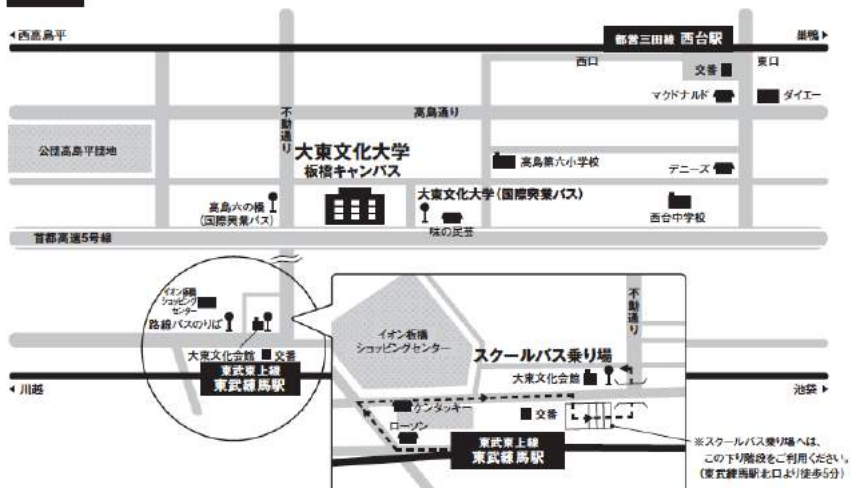 西高島平
都営三田線 西台駅
巣鴨
西口
交番
東口
マクドナルド
ダイエー
不動通り
高島通り
公団高島平団地
大東文化大学
板橋キャンパス
高島第六小学校
デニーズ
高島六の橋
(国際興業バス)
大東文化大学(国際興業バス)
味の民芸
西台中学校
首都高速5号線
イオン板橋
ショッピング
センター
路線バスのりば
大東文化会館
交番
東武東上線
東武練馬駅
川越
池袋
不動通り
イオン板橋
ショッピングセンター
スクールバス乗り場
大東文化会館
ケンタッキー
交番
ローソン
東武東上線
東武練馬駅
※スクールバス乗り場へは、
この下り階段をご利用ください。
(東武練馬駅北口より徒歩5分)